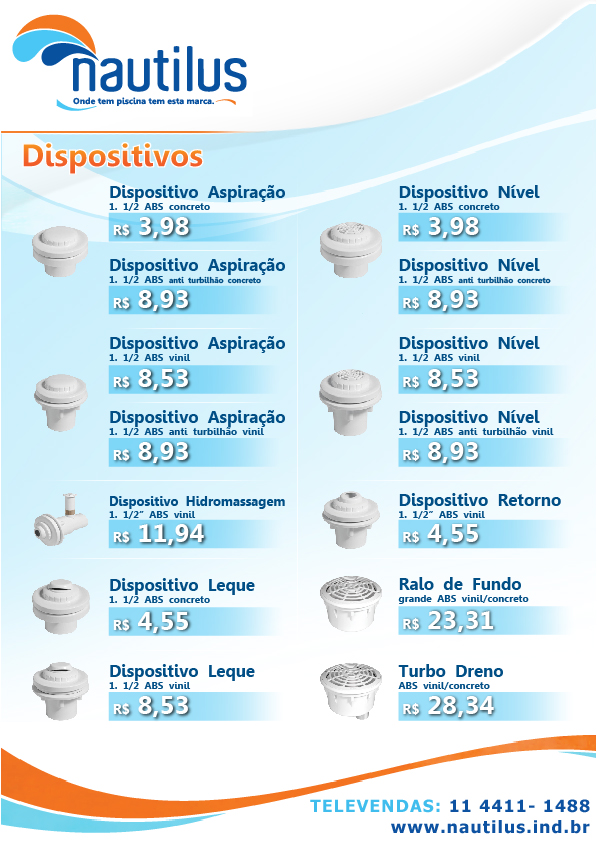 nautilus
Onde tem piscina tem esta marca.
Dispositivos
Dispositivo Aspiração
1. 1/2 ABS concreto
R$ 3,98
Dispositivo Aspiração
1. 1/2 ABS anti turbilhão concreto
R$ 8,93
Dispositivo Aspiração
1. 1/2 ABS vinil
R$ 8,53
Dispositivo Aspiração
1. 1/2 ABS anti turbilhão vinil
R$ 8,93
Dispositivo Hidromassagem
1. 1/2” ABS vinil
R$ 11,94
Dispositivo Leque
1. 1/2 ABS concreto
R$ 4,55
Dispositivo Leque
1. 1/2 ABS vinil
R$ 8,53
Dispositivo Nível
1. 1/2 ABS concreto
R$ 3,98
Dispositivo Nível
1. 1/2 ABS anti turbilhão concreto
R$ 8,93
Dispositivo Nível
1. 1/2 ABS vinil
R$ 8,53
Dispositivo Nível
1. 1/2 ABS anti turbilhão vinil
R$ 8,93
Dispositivo Retorno
1. 1/2” ABS vinil
R$ 4,55
Ralo de Fundo
grande ABS vinil/concreto
R$ 23,31
Turbo Dreno
ABS vinil/concreto
R$ 28,34
TELEVENDAS: 11 4411- 1488
www.nautilus.ind.br